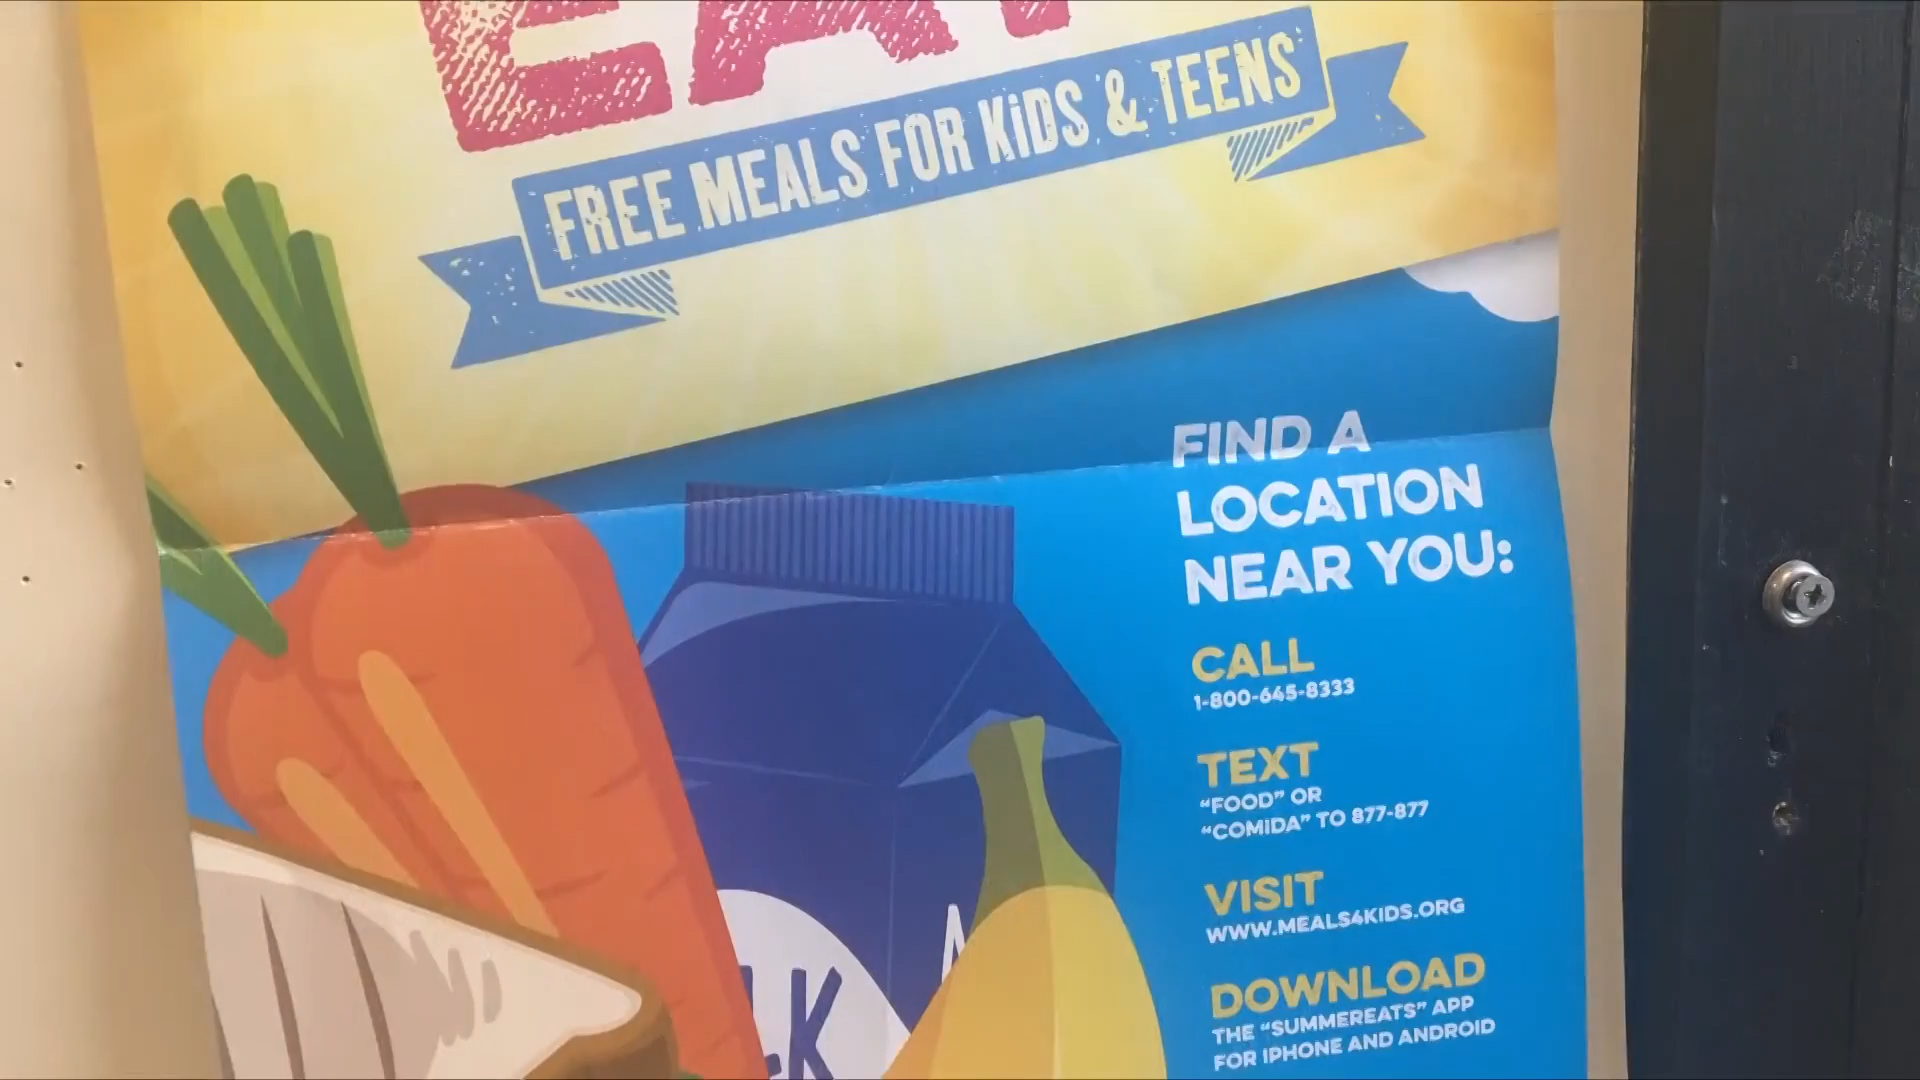 FREE MEALS FOR KiDS & TEENS
FIND A
LOCATION
NEAR YOU:
CALL
1-800-645-8333
TEXT
“FOOD” OR
“COMIDA” TO 877-877
VISIT
WWW.MEALS4KIDS.ORG
DOWNLOAD
THE “SUMMEREATS” APP
FOR IPHONE AND ANDROID